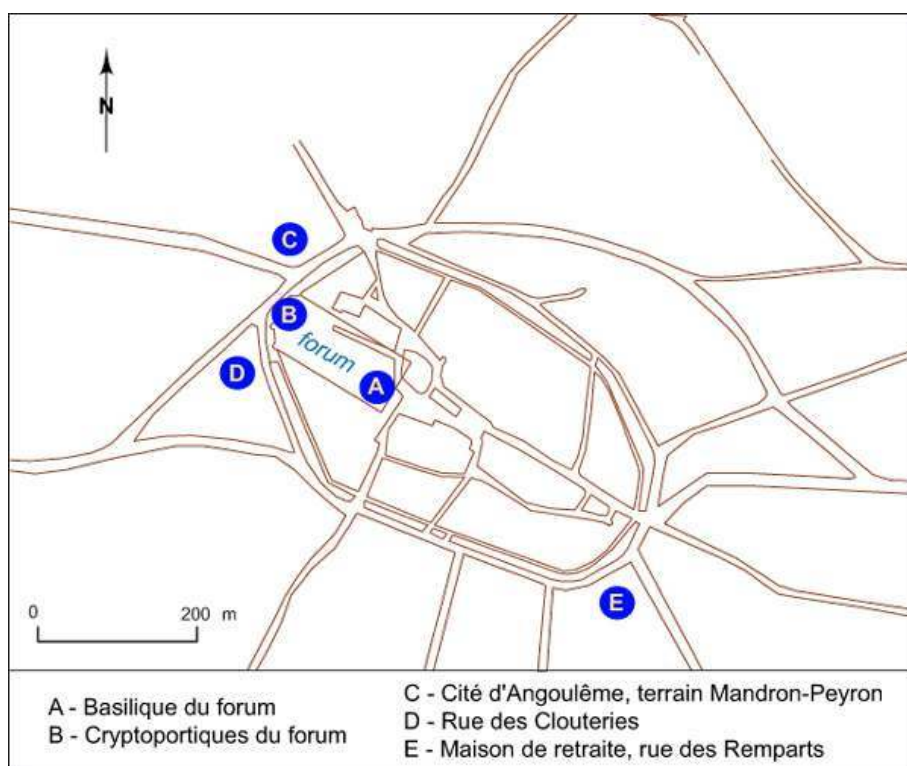 N
C
B
forum
D
A
E
0 200 m
A - Basilique du forum
B - Cryptoportiques du forum
C - Cité d'Angoulême, terrain Mandron-Peyron
D - Rue des Clouteries
E - Maison de retraite, rue des Remparts